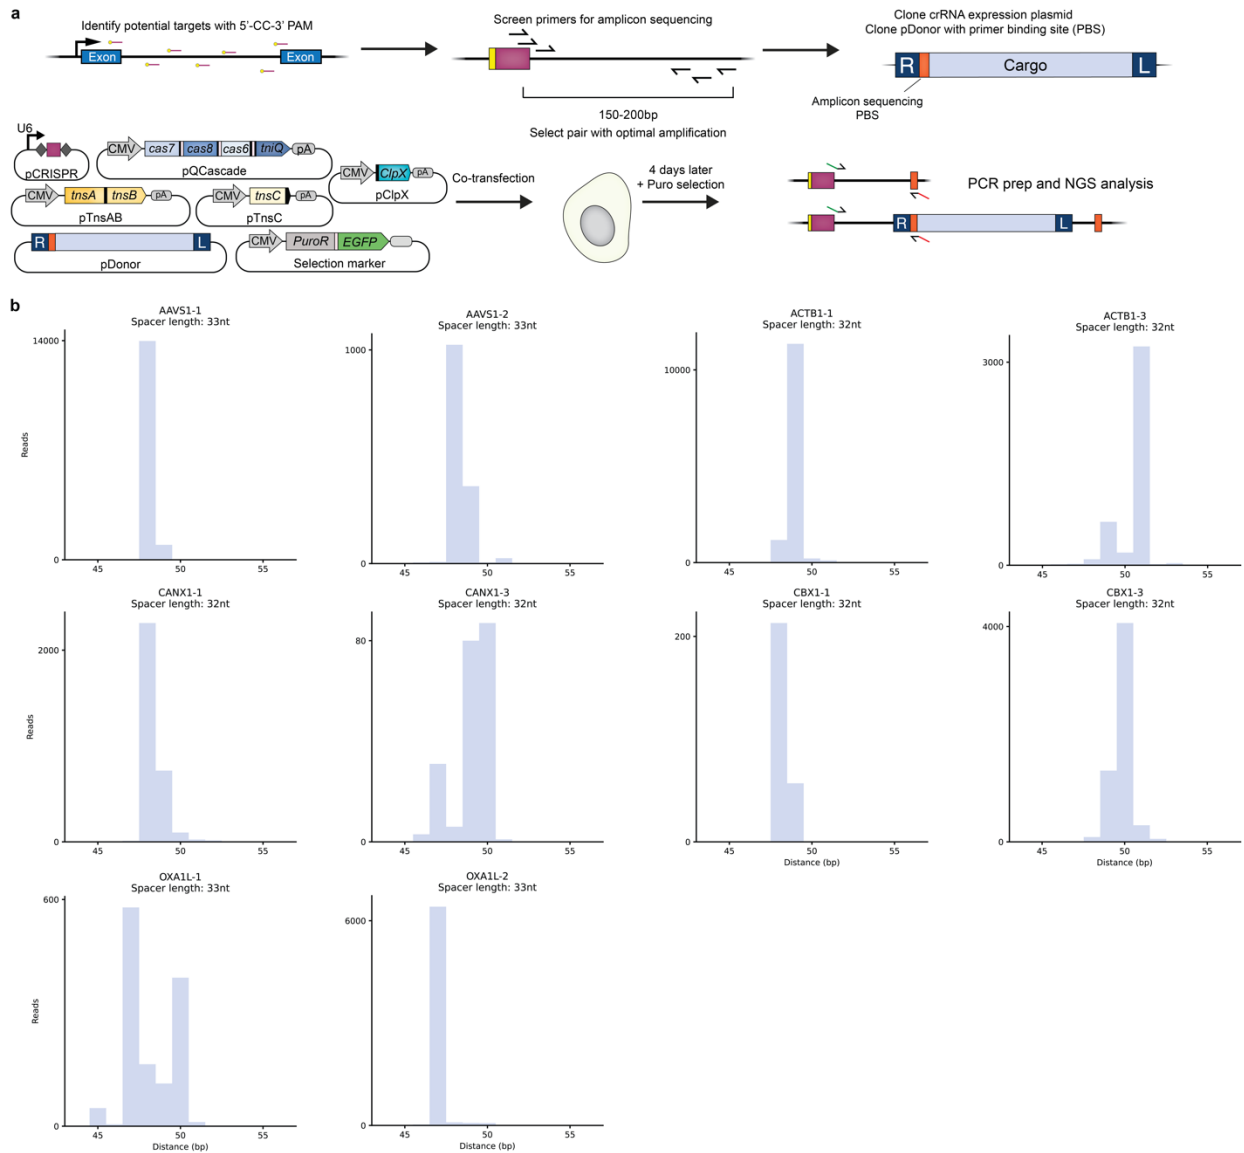 a
Identify potential targets with 5'-CC-3' PAM
Exon
Exon
Screen primers for amplicon sequencing
150-200bp
Select pair with optimal amplification
Clone crRNA expression plasmid
Clone pDonor with primer binding site (PBS)
R
Cargo
L
Amplicon sequencing
PBS
U6
pCRISPR
CMV
cas7
cas8
cas6
tniQ
pA
pQCascade
CMV
ClpX
pA
pClpX
CMV
tnsA
tnsB
pA
pTnsAB
CMV
tnsC
pA
pTnsC
R
L
pDonor
CMV
PuroR
EGFP
Selection marker
Co-transfection
4 days later
+ Puro selection
PCR prep and NGS analysis
R
L
b
AAVS1-1
Spacer length: 33nt
14000
0
Reads
45
50
55
AAVS1-2
Spacer length: 33nt
1000
0
45
50
55
ACTB1-1
Spacer length: 32nt
10000
0
45
50
55
ACTB1-3
Spacer length: 32nt
3000
0
45
50
55
CANX1-1
Spacer length: 32nt
2000
0
Reads
45
50
55
CANX1-3
Spacer length: 32nt
80
0
45
50
55
CBX1-1
Spacer length: 32nt
200
0
45
50
55
Distance (bp)
CBX1-3
Spacer length: 32nt
4000
0
45
50
55
Distance (bp)
OXA1L-1
Spacer length: 33nt
600
0
Reads
45
50
55
Distance (bp)
OXA1L-2
Spacer length: 33nt
6000
0
45
50
55
Distance (bp)